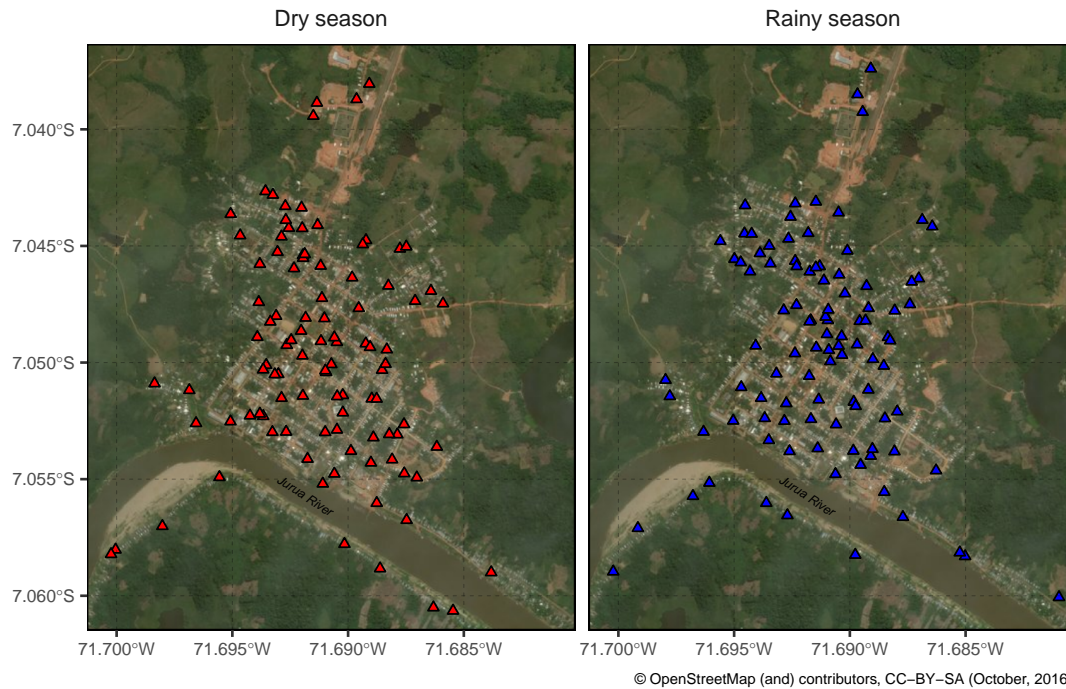 Dry season
Rainy season
7.040°S
7.045°S
7.050°S
7.055°S
7.060°S
Jurua River
Jurua River
71.700°W
71.695°W
71.690°W
71.685°W
71.700°W
71.695°W
71.690°W
71.685°W
© OpenStreetMap (and) contributors, CC−BY−SA (October, 2016